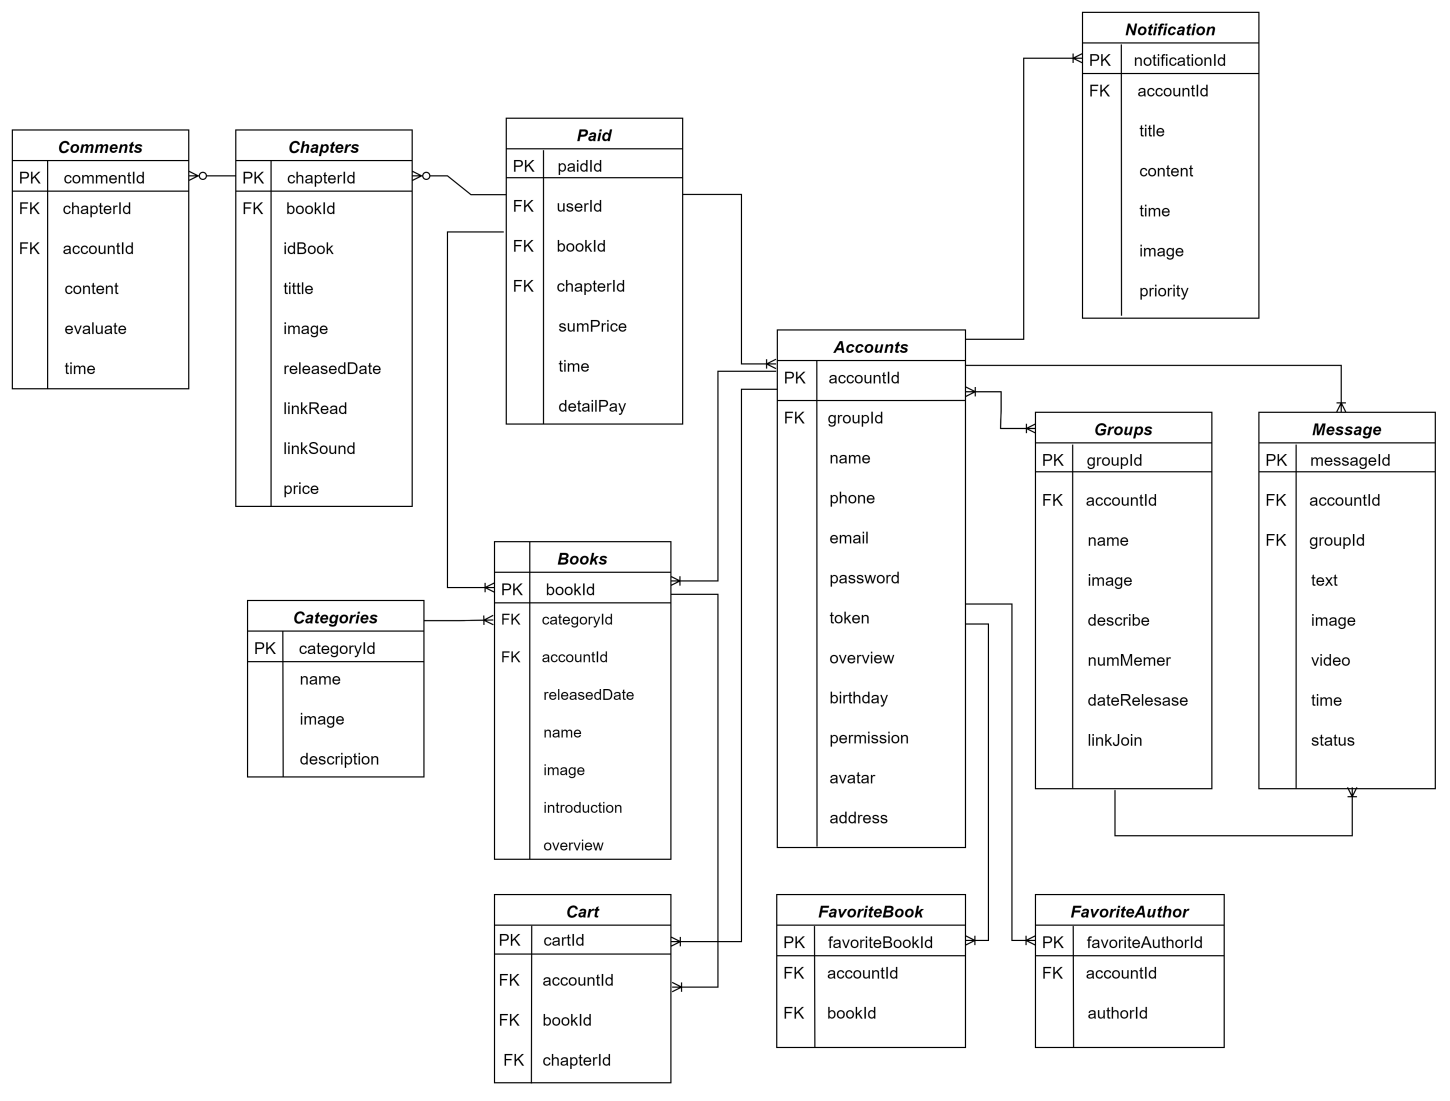 Notification
PK notificationId
FK accountId
title
content
time
image
priority
Comments
PK commentId
FK chapterId
FK accountId
content
evaluate
time
Chapters
PK chapterId
FK bookId
idBook
tittle
image
releasedDate
linkRead
linkSound
price
Paid
PK paidId
FK userId
FK bookId
FK chapterId
sumPrice
time
detailPay
Accounts
PK accountId
FK groupId
name
phone
email
password
token
overview
birthday
permission
avatar
address
Groups
PK groupId
FK accountId
name
image
describe
numMemer
dateRelesase
linkJoin
Message
PK messageId
FK accountId
FK groupId
text
image
video
time
status
Books
PK bookId
FK categoryId
FK accountId
releasedDate
name
image
introduction
overview
Categories
PK categoryId
name
image
description
Cart
PK cartId
FK accountId
FK bookId
FK chapterId
FavoriteBook
PK favoriteBookId
FK accountId
FK bookId
FavoriteAuthor
PK favoriteAuthorId
FK accountId
authorId